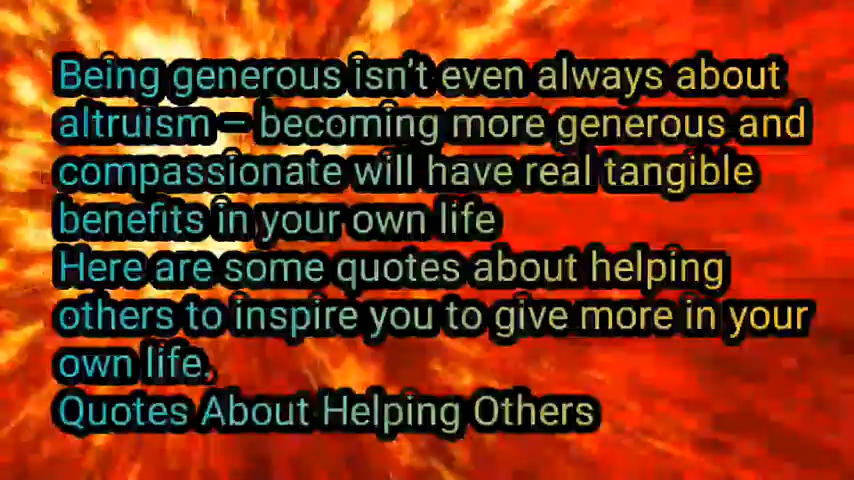 Being generous isn’t even always about
altruism – becoming more generous and
compassionate will have real tangible
benefits in your own life
Here are some quotes about helping
others to inspire you to give more in your
own life.
Quotes About Helping Others